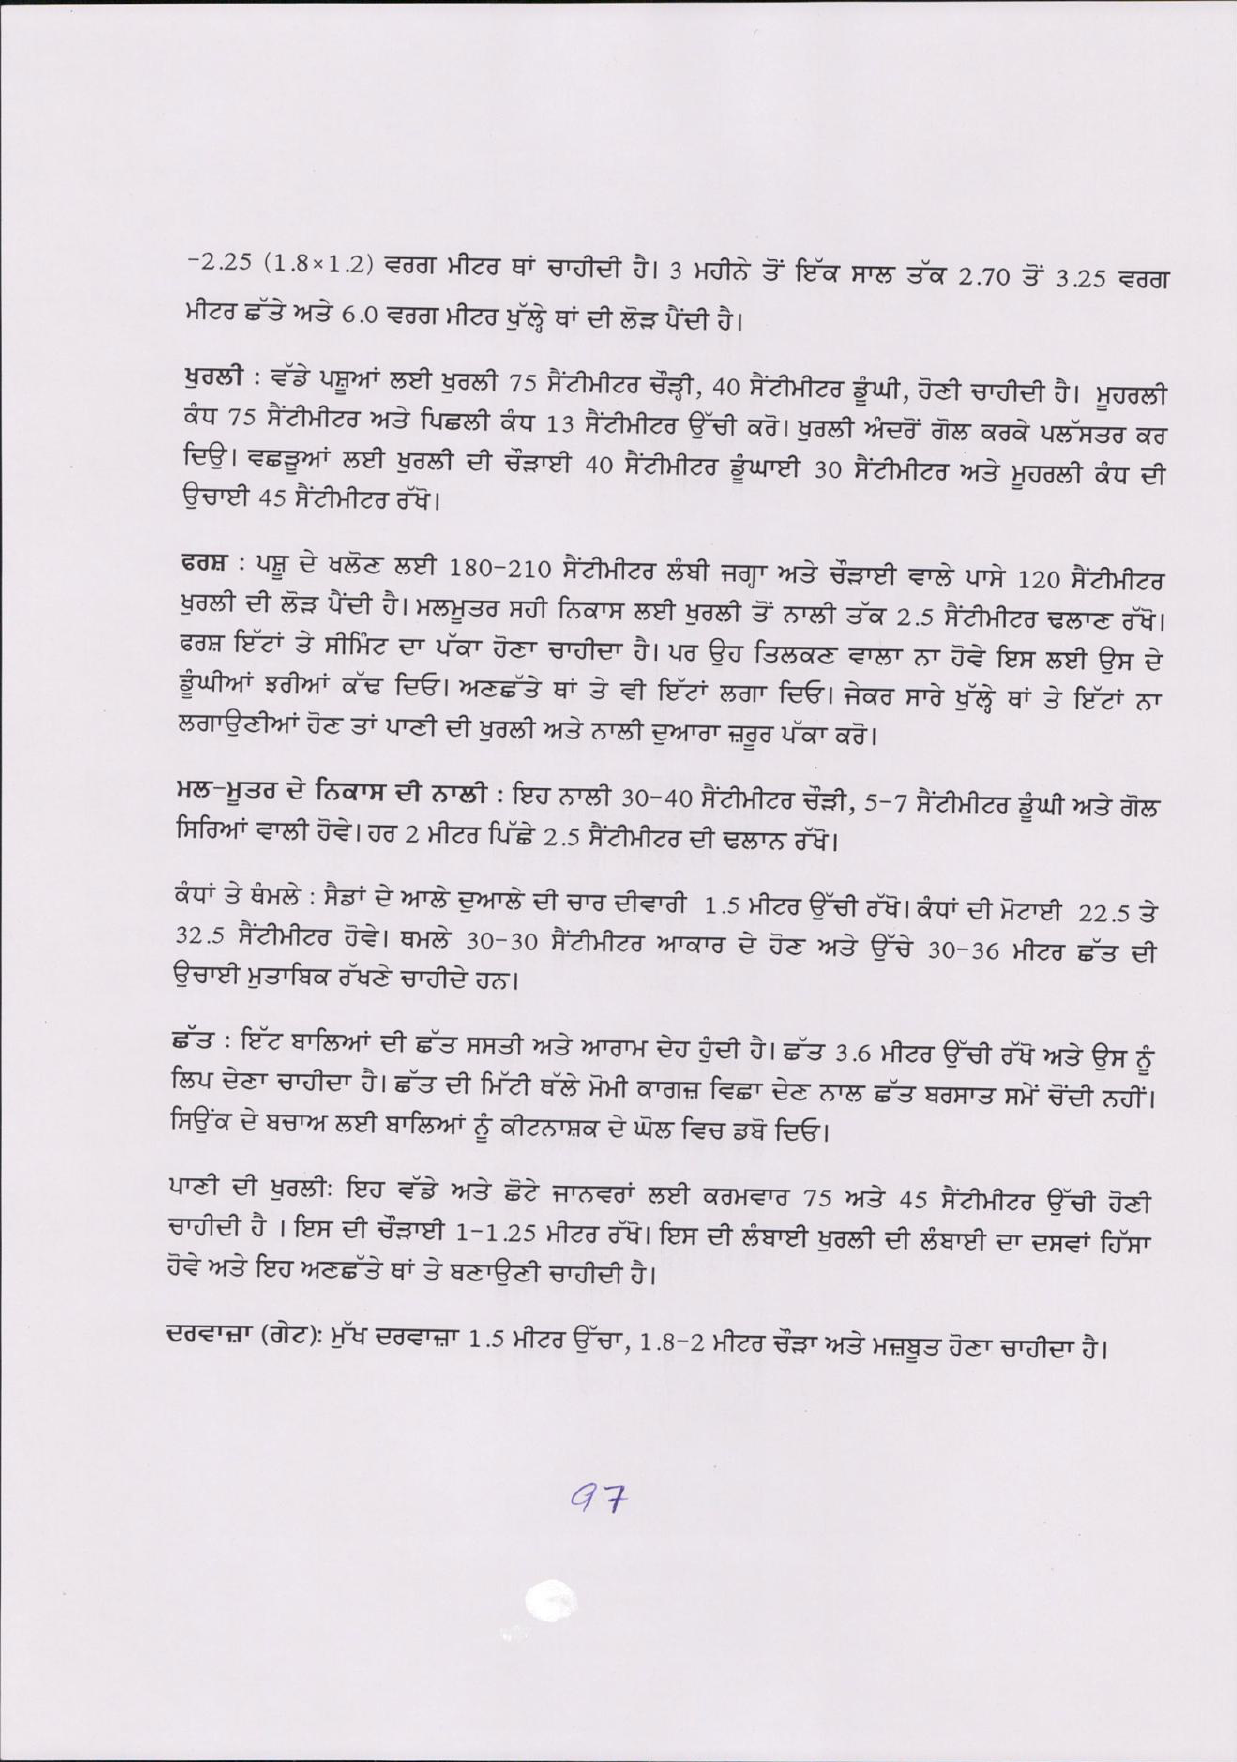 -2.25 (1.8×1.2) ਵਰਗ ਮੀਟਰ ਥਾਂ ਚਾਹੀਦੀ ਹੈ। 3 ਮਹੀਨੇ ਤੋਂ ਇੱਕ ਸਾਲ ਤੱਕ 2.70 ਤੋਂ 3.25 ਵਰਗ
ਮੀਟਰ ਛੱਤੇ ਅਤੇ 6.0 ਵਰਗ ਮੀਟਰ ਖੁੱਲ੍ਹੇ ਥਾਂ ਦੀ ਲੋੜ ਪੈਂਦੀ ਹੈ।
ਖੁਰਲੀ : ਵੱਡੇ ਪਸ਼ੂਆਂ ਲਈ ਖੁਰਲੀ 75 ਸੈਂਟੀਮੀਟਰ ਚੌੜ੍ਹੀ, 40 ਸੈਂਟੀਮੀਟਰ ਡੂੰਘੀ, ਹੋਣੀ ਚਾਹੀਦੀ ਹੈ। ਮੂਹਰਲੀ
ਕੰਧ 75 ਸੈਂਟੀਮੀਟਰ ਅਤੇ ਪਿਛਲੀ ਕੰਧ 13 ਸੈਂਟੀਮੀਟਰ ਉੱਚੀ ਕਰੋ। ਖੁਰਲੀ ਅੰਦਰੋਂ ਗੋਲ ਕਰਕੇ ਪਲੱਸਤਰ ਕਰ
ਦਿਉ। ਵਛੜੂਆਂ ਲਈ ਖੁਰਲੀ ਦੀ ਚੌੜਾਈ 40 ਸੈਂਟੀਮੀਟਰ ਡੂੰਘਾਈ 30 ਸੈਂਟੀਮੀਟਰ ਅਤੇ ਮੂਹਰਲੀ ਕੰਧ ਦੀ
ਉਚਾਈ 45 ਸੈਂਟੀਮੀਟਰ ਰੱਖੋ।
ਫਰਸ਼ : ਪਸ਼ੂ ਦੇ ਖਲੋਣ ਲਈ 180-210 ਸੈਂਟੀਮੀਟਰ ਲੰਬੀ ਜਗ੍ਹਾ ਅਤੇ ਚੌੜਾਈ ਵਾਲੇ ਪਾਸੇ 120 ਸੈਂਟੀਮੀਟਰ
ਖੁਰਲੀ ਦੀ ਲੋੜ ਪੈਂਦੀ ਹੈ। ਮਲਮੂਤਰ ਸਹੀ ਨਿਕਾਸ ਲਈ ਖੁਰਲੀ ਤੋਂ ਨਾਲੀ ਤੱਕ 2.5 ਸੈਂਟੀਮੀਟਰ ਢਲਾਣ ਰੱਖੋ।
ਫਰਸ਼ ਇੱਟਾਂ ਤੇ ਸੀਮਿੰਟ ਦਾ ਪੱਕਾ ਹੋਣਾ ਚਾਹੀਦਾ ਹੈ। ਪਰ ਉਹ ਤਿਲਕਣ ਵਾਲਾ ਨਾ ਹੋਵੇ ਇਸ ਲਈ ਉਸ ਦੇ
ਡੂੰਘੀਆਂ ਝਰੀਆਂ ਕੱਢ ਦਿਓ। ਅਣਛੱਤੇ ਥਾਂ ਤੇ ਵੀ ਇੱਟਾਂ ਲਗਾ ਦਿਓ। ਜੇਕਰ ਸਾਰੇ ਖੁੱਲ੍ਹੇ ਥਾਂ ਤੇ ਇੱਟਾਂ ਨਾ
ਲਗਾਉਣੀਆਂ ਹੋਣ ਤਾਂ ਪਾਣੀ ਦੀ ਖੁਰਲੀ ਅਤੇ ਨਾਲੀ ਦੁਆਰਾ ਜ਼ਰੂਰ ਪੱਕਾ ਕਰੋ।
ਮਲ-ਮੂਤਰ ਦੇ ਨਿਕਾਸ ਦੀ ਨਾਲੀ : ਇਹ ਨਾਲੀ 30-40 ਸੈਂਟੀਮੀਟਰ ਚੌੜੀ, 5-7 ਸੈਂਟੀਮੀਟਰ ਡੂੰਘੀ ਅਤੇ ਗੋਲ
ਸਿਰਿਆਂ ਵਾਲੀ ਹੋਵੇ। ਹਰ 2 ਮੀਟਰ ਪਿੱਛੇ 2.5 ਸੈਂਟੀਮੀਟਰ ਦੀ ਢਲਾਨ ਰੱਖੋ।
ਕੰਧਾਂ ਤੇ ਥੰਮਲੇ : ਸੈਡਾਂ ਦੇ ਆਲੇ ਦੁਆਲੇ ਦੀ ਚਾਰ ਦੀਵਾਰੀ 1.5 ਮੀਟਰ ਉੱਚੀ ਰੱਖੋ। ਕੰਧਾਂ ਦੀ ਮੋਟਾਈ 22.5 ਤੇ
32.5 ਸੈਂਟੀਮੀਟਰ ਹੋਵੇ। ਥਮਲੇ 30-30 ਸੈਂਟੀਮੀਟਰ ਆਕਾਰ ਦੇ ਹੋਣ ਅਤੇ ਉੱਚੇ 30-36 ਮੀਟਰ ਛੱਤ ਦੀ
ਉਚਾਈ ਮੁਤਾਬਿਕ ਰੱਖਣੇ ਚਾਹੀਦੇ ਹਨ।
ਛੱਤ : ਇੱਟ ਬਾਲਿਆਂ ਦੀ ਛੱਤ ਸਸਤੀ ਅਤੇ ਆਰਾਮ ਦੇਹ ਹੁੰਦੀ ਹੈ। ਛੱਤ 3.6 ਮੀਟਰ ਉੱਚੀ ਰੱਖੋ ਅਤੇ ਉਸ ਨੂੰ
ਲਿਪ ਦੇਣਾ ਚਾਹੀਦਾ ਹੈ। ਛੱਤ ਦੀ ਮਿੱਟੀ ਥੱਲੇ ਮੋਮੀ ਕਾਗਜ਼ ਵਿਛਾ ਦੇਣ ਨਾਲ ਛੱਤ ਬਰਸਾਤ ਸਮੇਂ ਚੋਂਦੀ ਨਹੀਂ।
ਸਿਉਂਕ ਦੇ ਬਚਾਅ ਲਈ ਬਾਲਿਆਂ ਨੂੰ ਕੀਟਨਾਸ਼ਕ ਦੇ ਘੋਲ ਵਿਚ ਡਬੋ ਦਿਓ।
ਪਾਣੀ ਦੀ ਖੁਰਲੀ: ਇਹ ਵੱਡੇ ਅਤੇ ਛੋਟੇ ਜਾਨਵਰਾਂ ਲਈ ਕਰਮਵਾਰ 75 ਅਤੇ 45 ਸੈਂਟੀਮੀਟਰ ਉੱਚੀ ਹੋਣੀ
ਚਾਹੀਦੀ ਹੈ । ਇਸ ਦੀ ਚੌੜਾਈ 1-1.25 ਮੀਟਰ ਰੱਖੋ। ਇਸ ਦੀ ਲੰਬਾਈ ਖੁਰਲੀ ਦੀ ਲੰਬਾਈ ਦਾ ਦਸਵਾਂ ਹਿੱਸਾ
ਹੋਵੇ ਅਤੇ ਇਹ ਅਣਛੱਤੇ ਥਾਂ ਤੇ ਬਣਾਉਣੀ ਚਾਹੀਦੀ ਹੈ।
ਦਰਵਾਜ਼ਾ (ਗੇਟ): ਮੁੱਖ ਦਰਵਾਜ਼ਾ 1.5 ਮੀਟਰ ਉੱਚਾ, 1.8-2 ਮੀਟਰ ਚੌੜਾ ਅਤੇ ਮਜ਼ਬੂਤ ਹੋਣਾ ਚਾਹੀਦਾ ਹੈ।
97